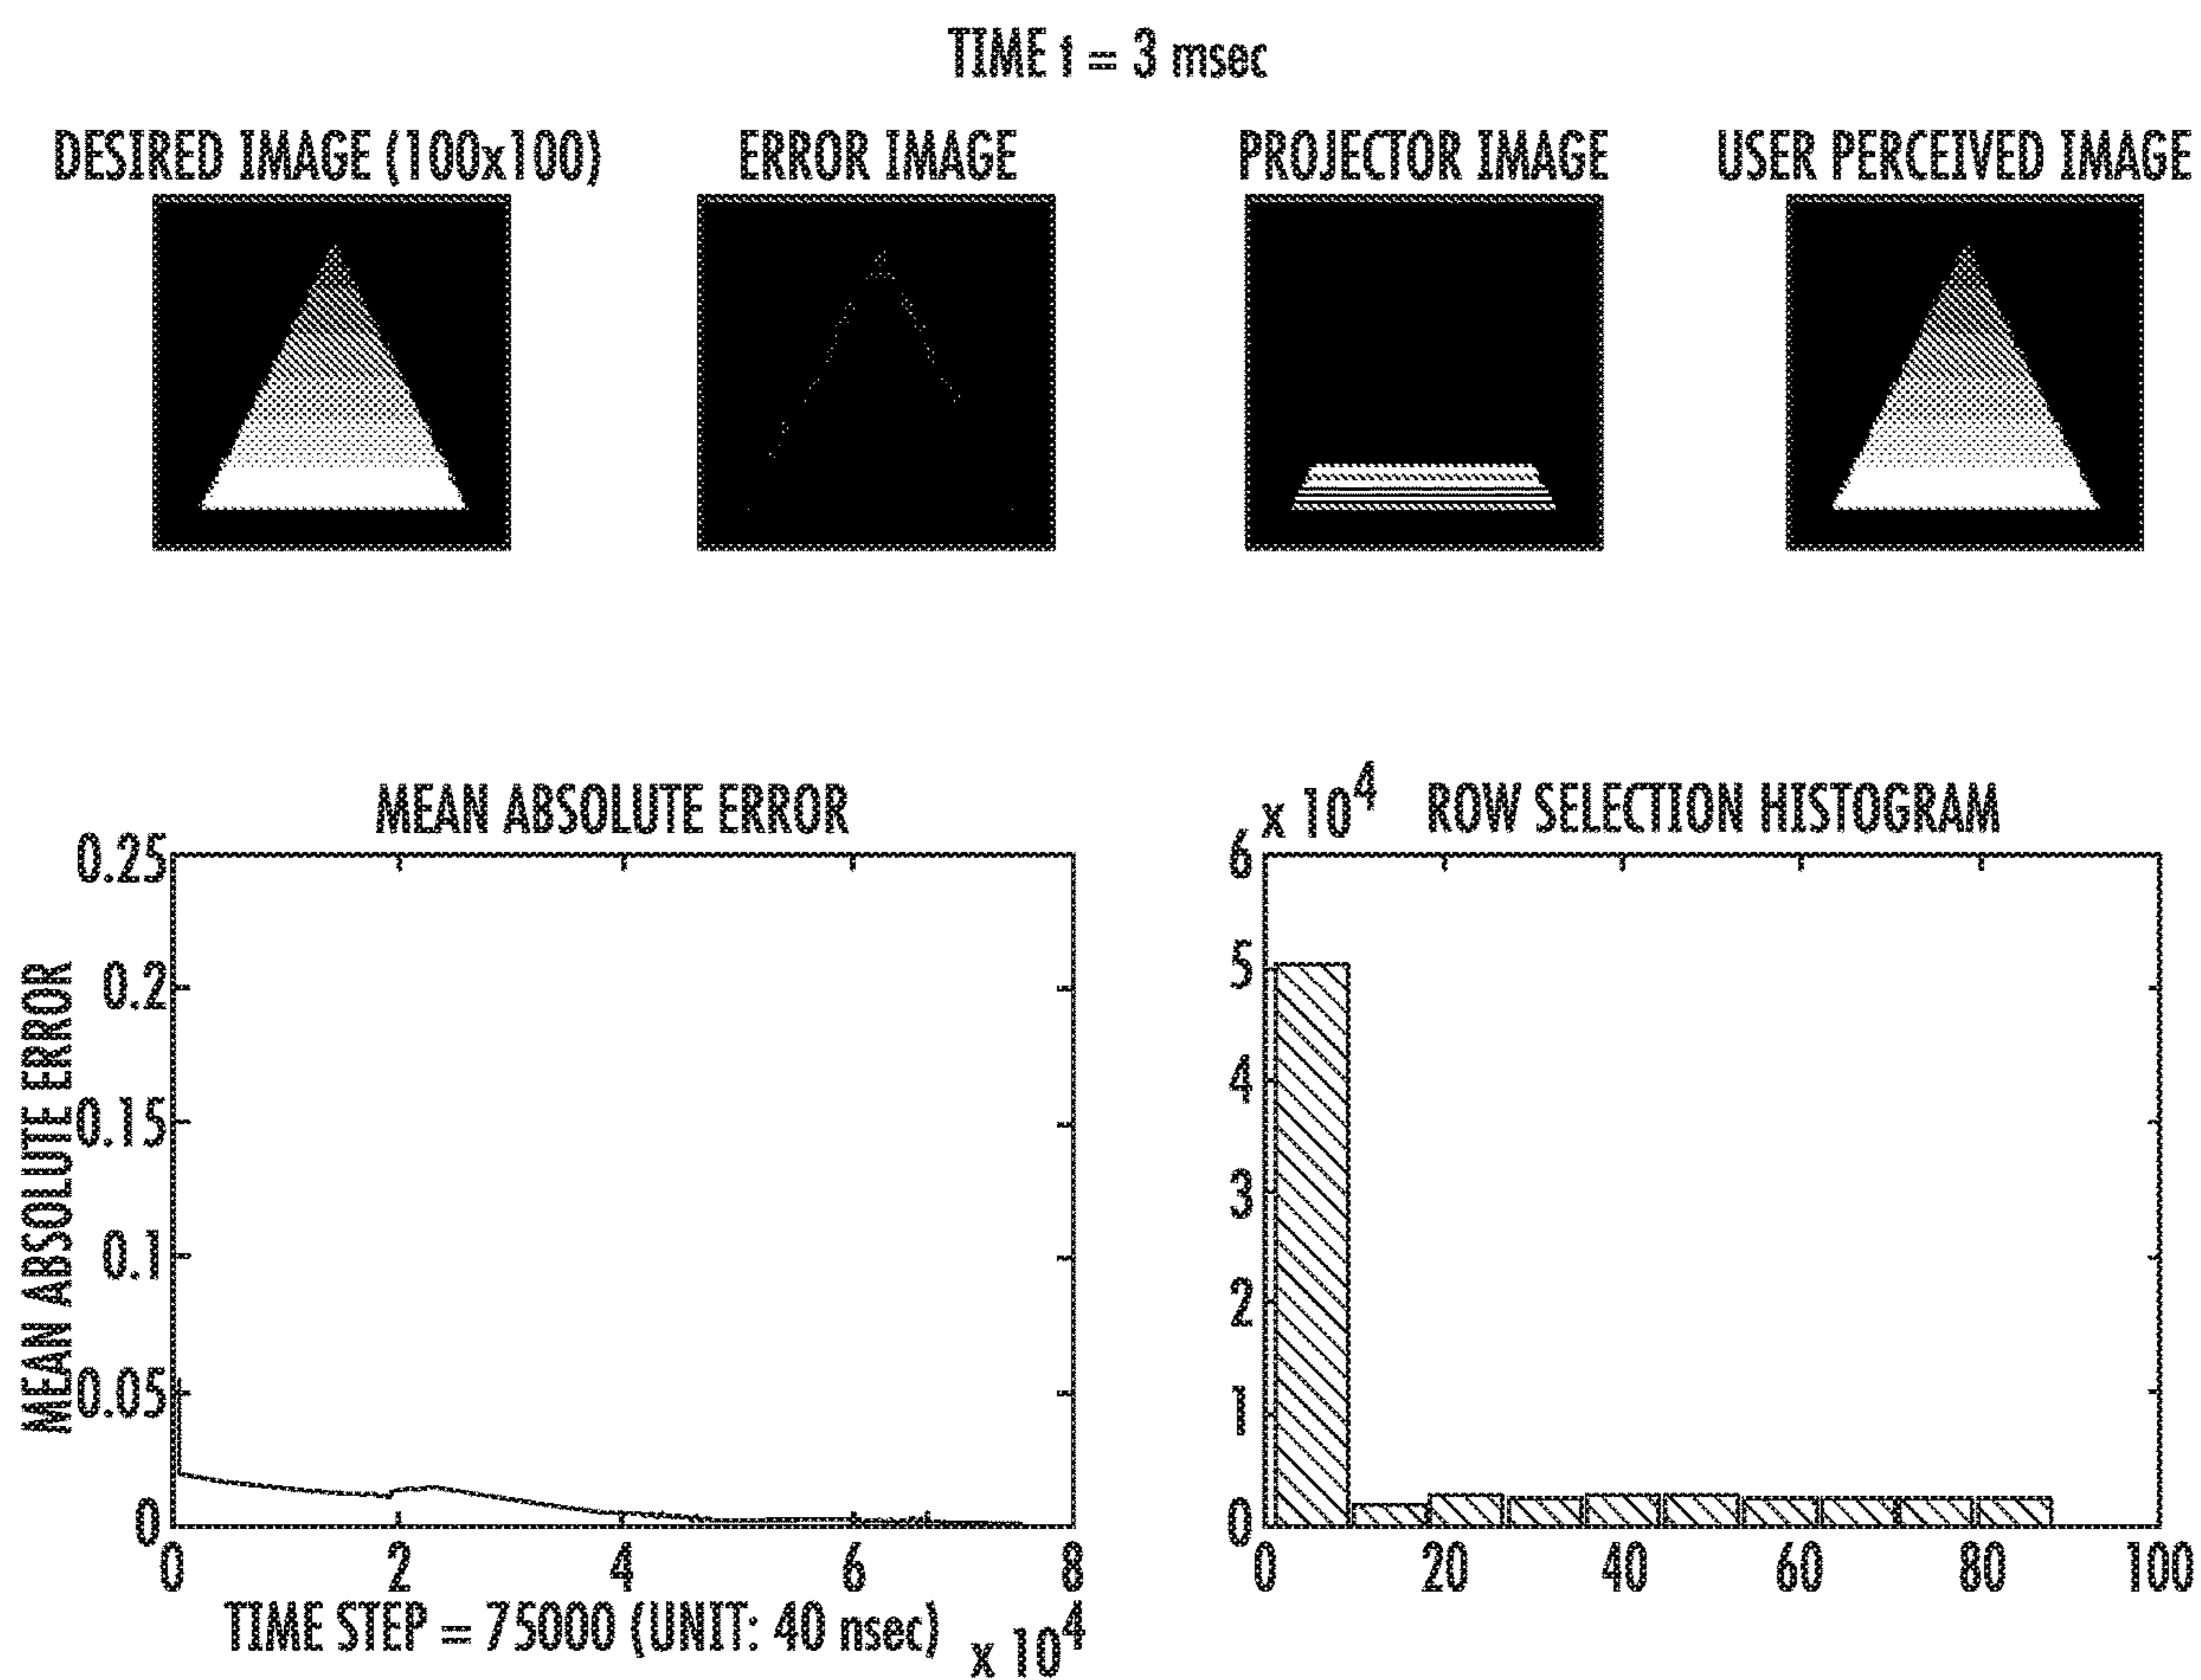 TIME t = 3 msec
DESIRED IMAGE (100x100)
ERROR IMAGE
PROJECTOR IMAGE
USER PERCEIVED IMAGE
MEAN ABSOLUTE ERROR
MEAN ABSOLUTE ERROR
0.25
0.2
0.15
0.1
0.05
0
0 2 4 6 8
TIME STEP = 75000 (UNIT: 40 nsec) x 10^4
x 10^4 ROW SELECTION HISTOGRAM
6
5
4
3
2
1
0
0 20 40 60 80 100